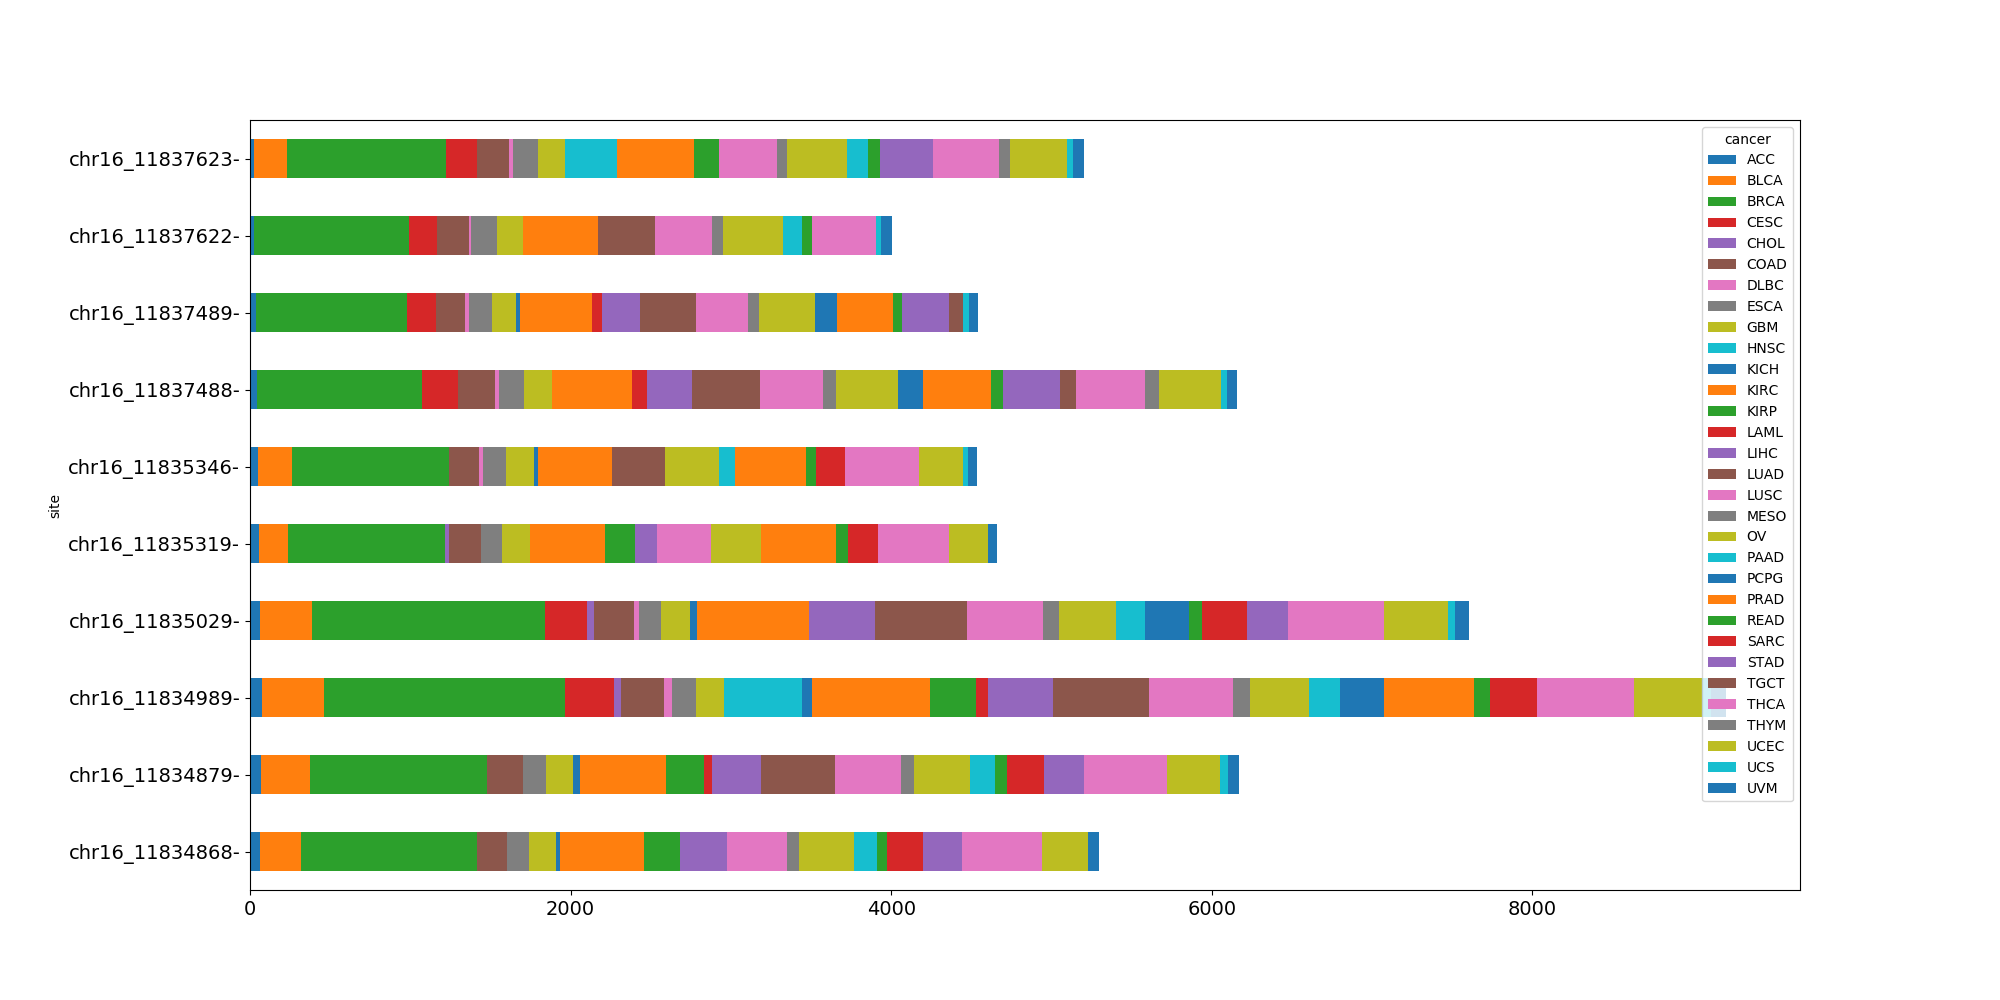 chr16_11837623-
chr16_11837622-
chr16_11837489-
chr16_11837488-
chr16_11835346-
chr16_11835319-
chr16_11835029-
chr16_11834989-
chr16_11834879-
chr16_11834868-
site
0 2000 4000 6000 8000
cancer
ACC
BLCA
BRCA
CESC
CHOL
COAD
DLBC
ESCA
GBM
HNSC
KICH
KIRC
KIRP
LAML
LIHC
LUAD
LUSC
MESO
OV
PAAD
PCPG
PRAD
READ
SARC
STAD
TGCT
THCA
THYM
UCEC
UCS
UVM